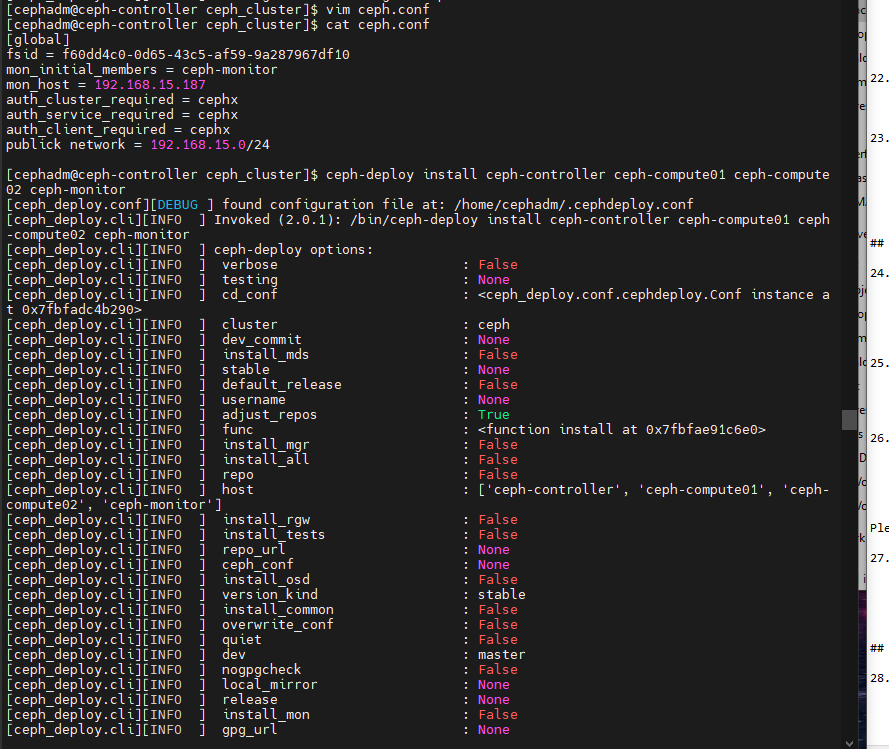 [cephadm@ceph-controller ceph_cluster]$ vim ceph.conf
[cephadm@ceph-controller ceph_cluster]$ cat ceph.conf
[global]
fsid = f60dd4c0-0d65-43c5-af59-9a287967df10
mon_initial_members = ceph-monitor
mon_host = 192.168.15.187
auth_cluster_required = cephx
auth_service_required = cephx
auth_client_required = cephx
publick network = 192.168.15.0/24
[cephadm@ceph-controller ceph_cluster]$ ceph-deploy install ceph-controller ceph-compute01 ceph-compute
02 ceph-monitor
[ceph_deploy.conf][DEBUG ] found configuration file at: /home/cephadm/.cephdeploy.conf
[ceph_deploy.cli][INFO  ] Invoked (2.0.1): /bin/ceph-deploy install ceph-controller ceph-compute01 ceph
-compute02 ceph-monitor
[ceph_deploy.cli][INFO  ] ceph-deploy options:
[ceph_deploy.cli][INFO  ]  verbose                       : False
[ceph_deploy.cli][INFO  ]  testing                       : None
[ceph_deploy.cli][INFO  ]  cd_conf                       : <ceph_deploy.conf.cephdeploy.Conf instance a
t 0x7fbfadc4b290>
[ceph_deploy.cli][INFO  ]  cluster                       : ceph
[ceph_deploy.cli][INFO  ]  dev_commit                    : None
[ceph_deploy.cli][INFO  ]  install_mds                   : False
[ceph_deploy.cli][INFO  ]  stable                        : None
[ceph_deploy.cli][INFO  ]  default_release               : False
[ceph_deploy.cli][INFO  ]  username                      : None
[ceph_deploy.cli][INFO  ]  adjust_repos                  : True
[ceph_deploy.cli][INFO  ]  func                          : <function install at 0x7fbfae91c6e0>
[ceph_deploy.cli][INFO  ]  install_mgr                   : False
[ceph_deploy.cli][INFO  ]  install_all                   : False
[ceph_deploy.cli][INFO  ]  repo                          : False
[ceph_deploy.cli][INFO  ]  host                          : ['ceph-controller', 'ceph-compute01', 'ceph-
compute02', 'ceph-monitor']
[ceph_deploy.cli][INFO  ]  install_rgw                   : False
[ceph_deploy.cli][INFO  ]  install_tests                 : False
[ceph_deploy.cli][INFO  ]  repo_url                      : None
[ceph_deploy.cli][INFO  ]  ceph_conf                     : None
[ceph_deploy.cli][INFO  ]  install_osd                   : False
[ceph_deploy.cli][INFO  ]  version_kind                  : stable
[ceph_deploy.cli][INFO  ]  install_common                : False
[ceph_deploy.cli][INFO  ]  overwrite_conf                : False
[ceph_deploy.cli][INFO  ]  quiet                         : False
[ceph_deploy.cli][INFO  ]  dev                           : master
[ceph_deploy.cli][INFO  ]  nogpgcheck                    : False
[ceph_deploy.cli][INFO  ]  local_mirror                  : None
[ceph_deploy.cli][INFO  ]  release                       : None
[ceph_deploy.cli][INFO  ]  install_mon                   : False
[ceph_deploy.cli][INFO  ]  gpg_url                       : None
22.
23.
##
24.
25.
26.
Ple
27.
##
28.